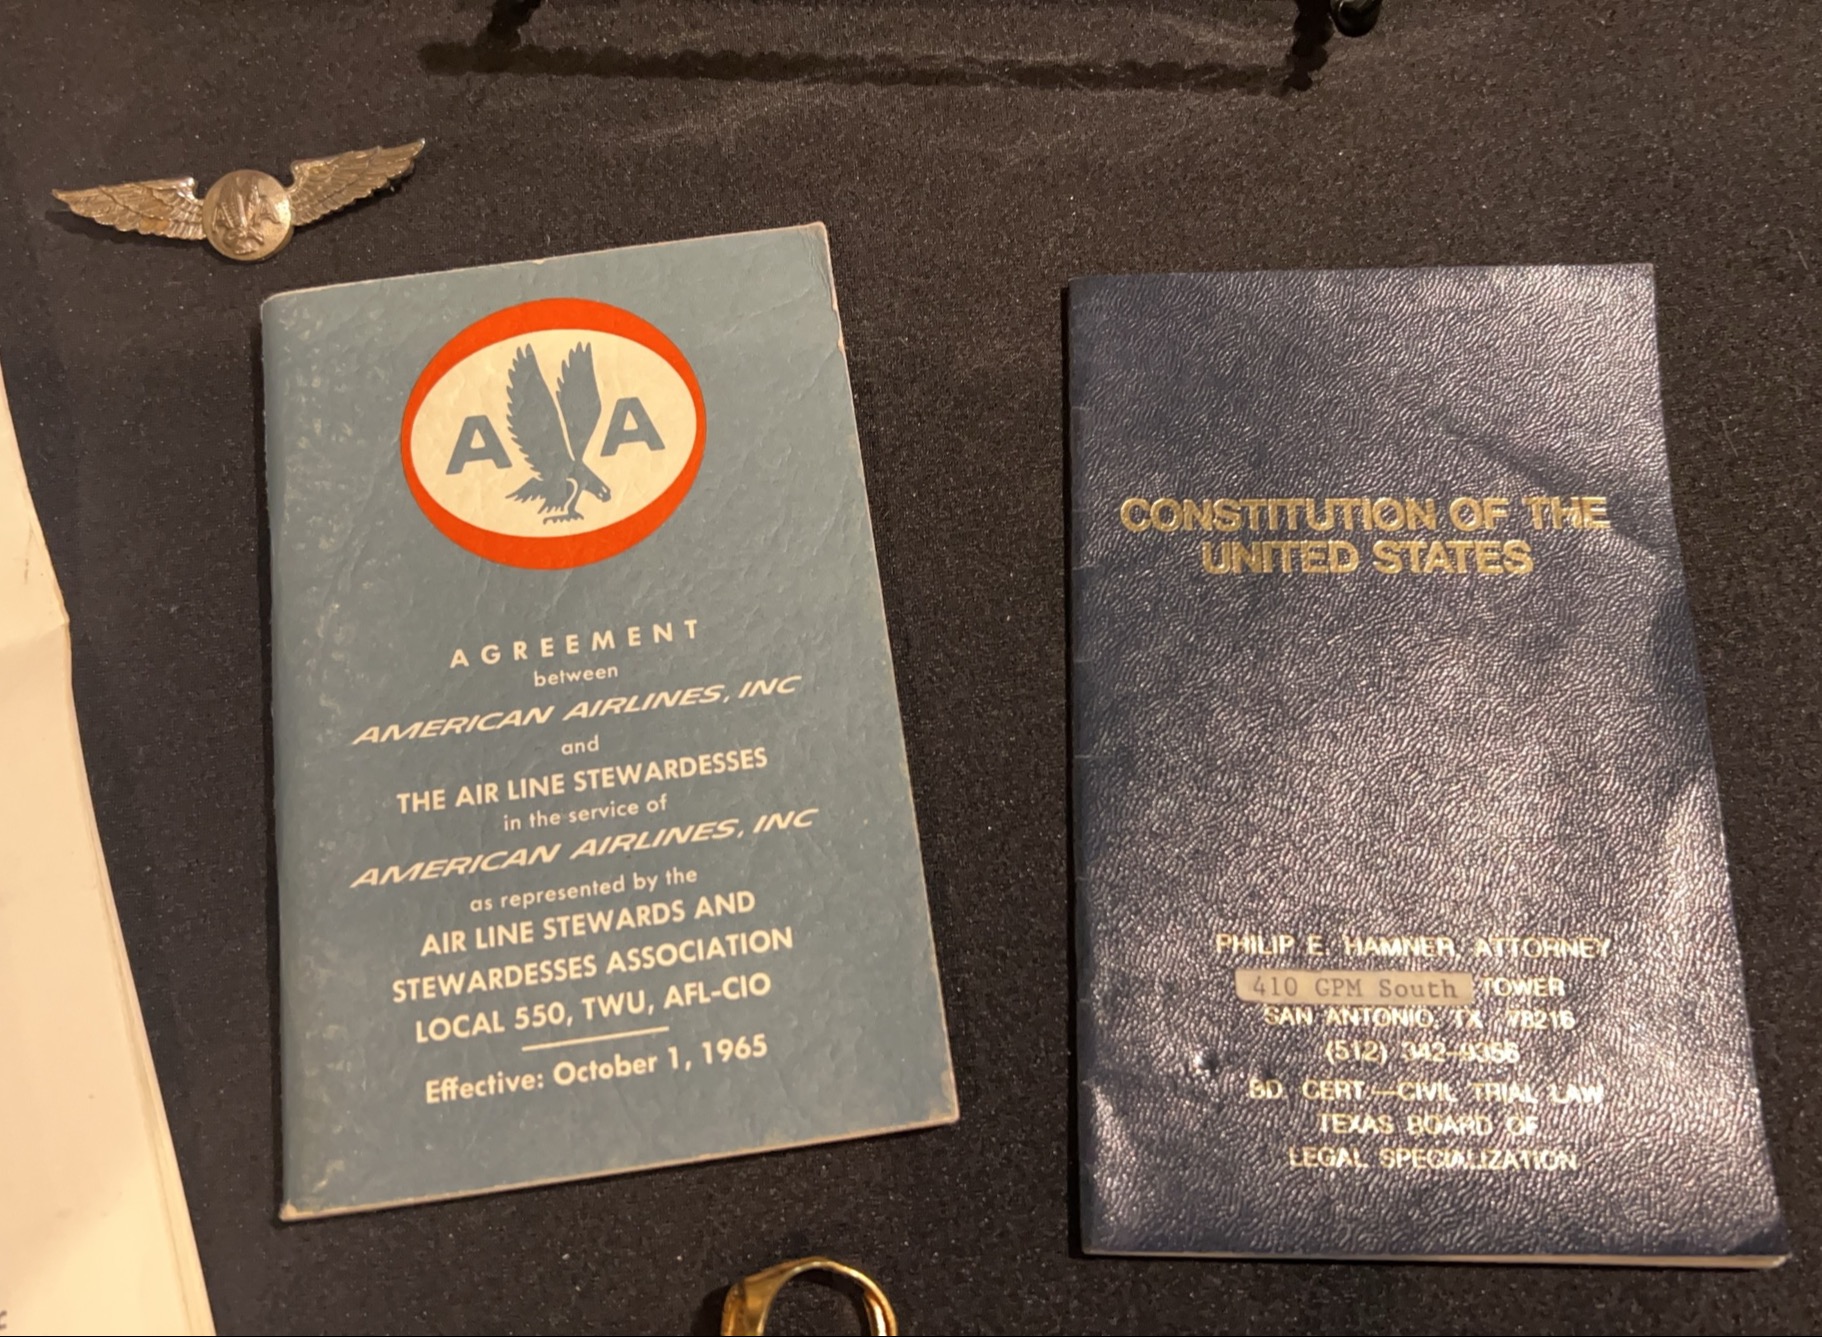 A A
AGREEMENT
between
AMERICAN AIRLINES, INC
and
THE AIR LINE STEWARDESSES
in the service of
AMERICAN AIRLINES, INC
as represented by the
AIR LINE STEWARDS AND
STEWARDESSES ASSOCIATION
LOCAL 550, TWU, AFL-CIO
Effective: October 1, 1965
CONSTITUTION OF THE
UNITED STATES
PHILIP E. HAMNER, ATTORNEY
410 GPM South TOWER
SAN ANTONIO, TX 78216
(512) 342-9356
BD. CERT.—CIVIL TRIAL LAW
TEXAS BOARD OF
LEGAL SPECIALIZATION